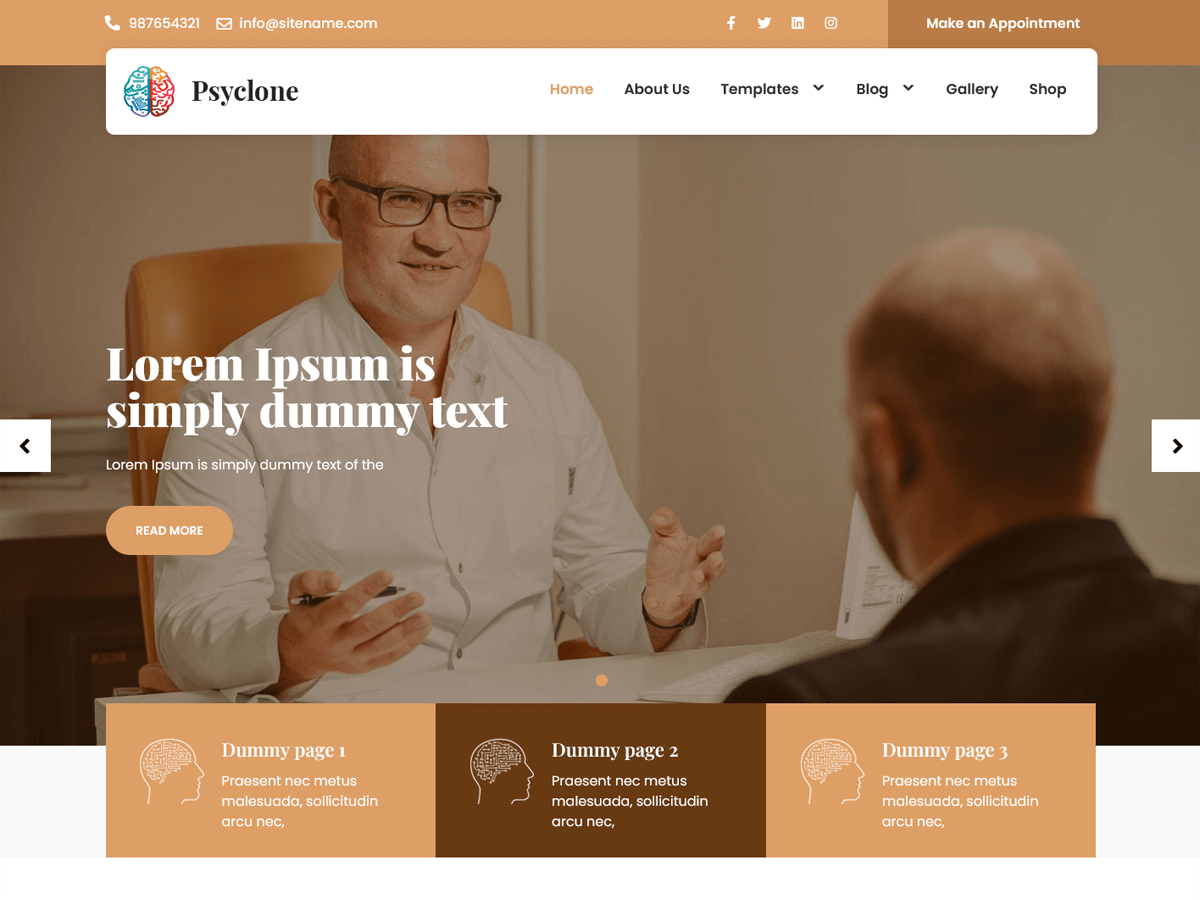 987654321 info@sitename.com Make an Appointment
Psyclone Home About Us Templates Blog Gallery Shop
Lorem Ipsum is
simply dummy text
Lorem Ipsum is simply dummy text of the
READ MORE
Dummy page 1
Praesent nec metus
malesuada, sollicitudin
arcu nec,
Dummy page 2
Praesent nec metus
malesuada, sollicitudin
arcu nec,
Dummy page 3
Praesent nec metus
malesuada, sollicitudin
arcu nec,